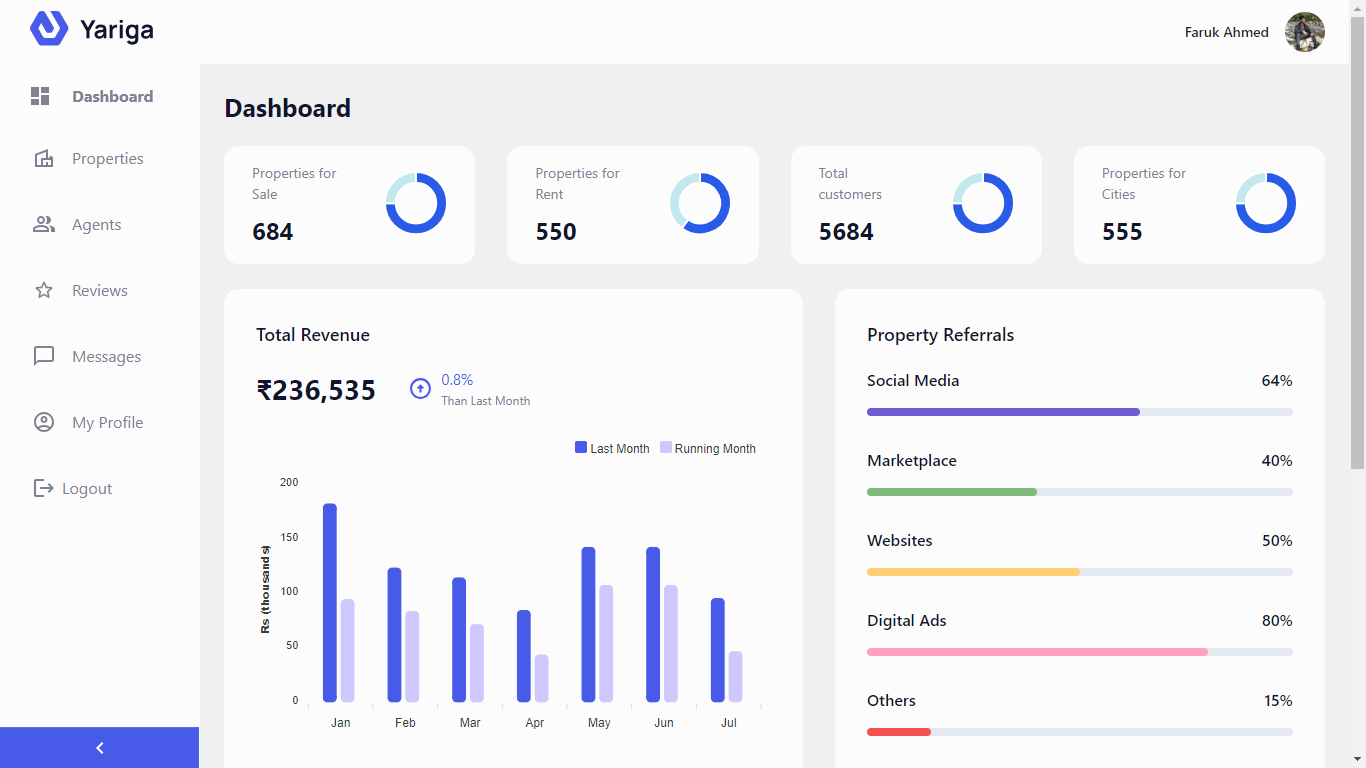 Yariga
Faruk Ahmed
Dashboard
Properties
Agents
Reviews
Messages
My Profile
Logout
Dashboard
Properties for
Sale
684
Properties for
Rent
550
Total
customers
5684
Properties for
Cities
555
Total Revenue
₹236,535
0.8%
Than Last Month
Last Month
Running Month
Rs (thousands)
200
150
100
50
0
Jan
Feb
Mar
Apr
May
Jun
Jul
Property Referrals
Social Media
64%
Marketplace
40%
Websites
50%
Digital Ads
80%
Others
15%